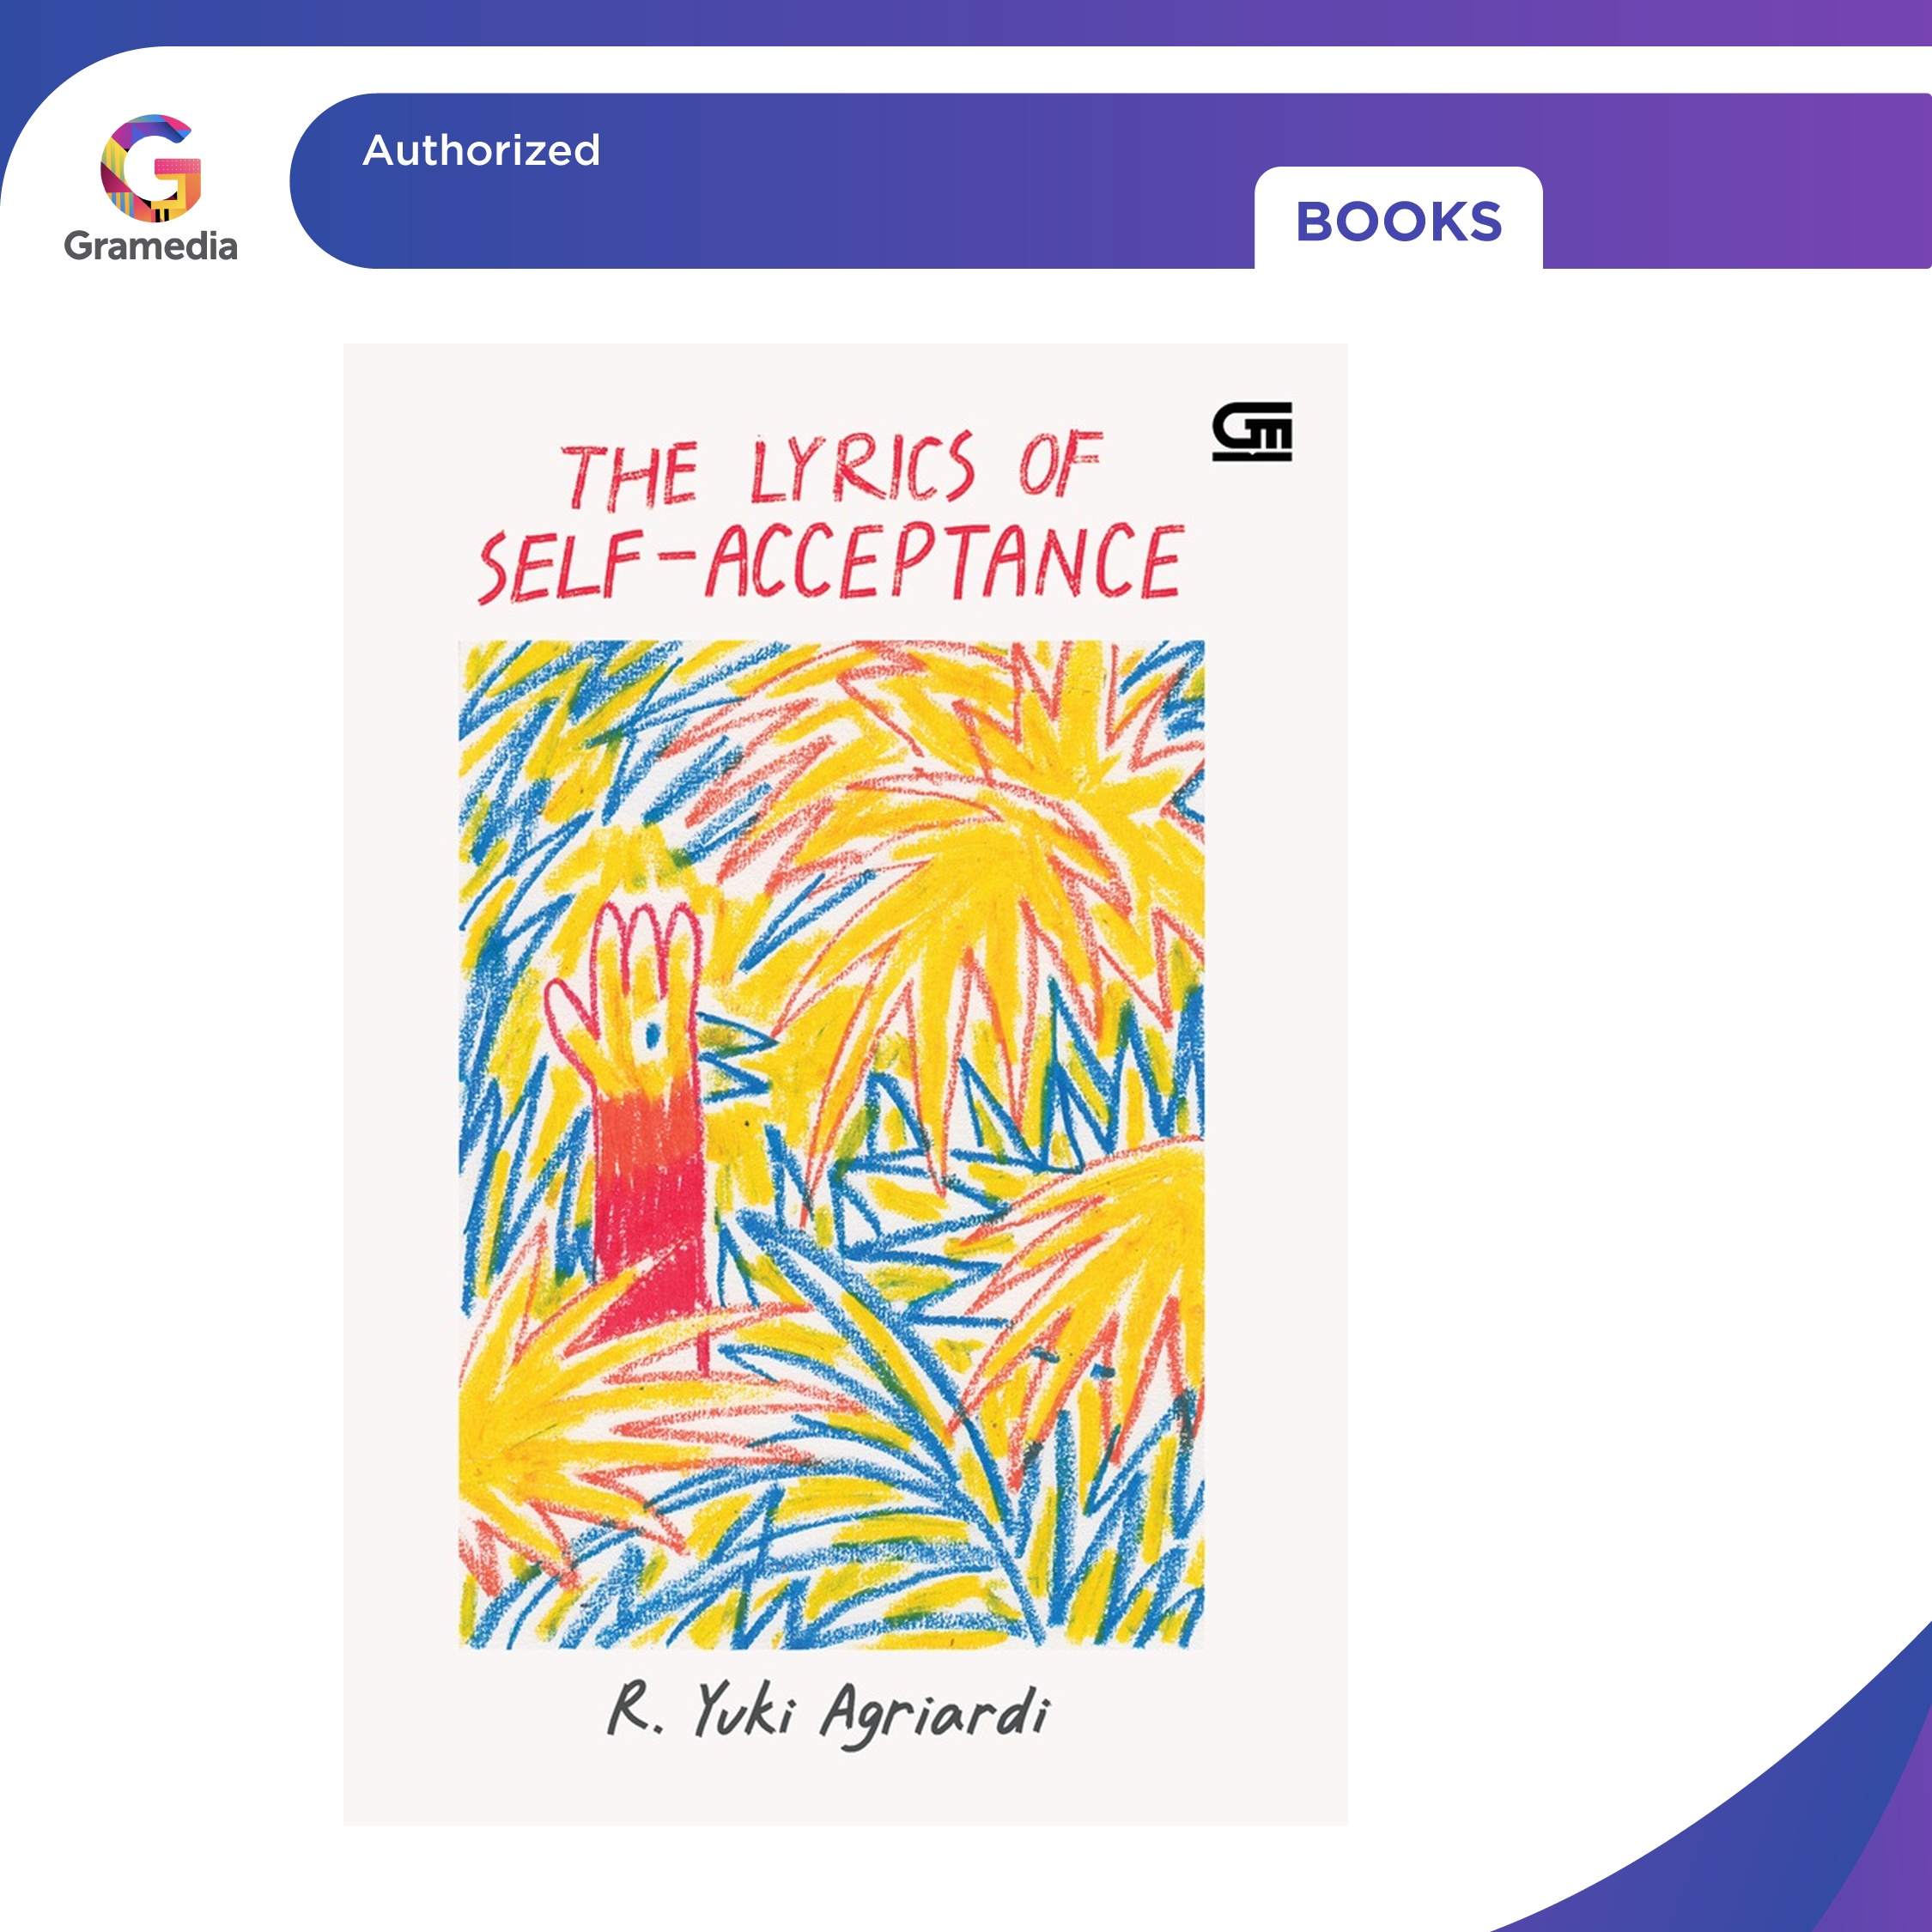 Authorized
BOOKS
Gramedia
THE LYRICS OF
SELF-ACCEPTANCE
R. Yuki Agriardi